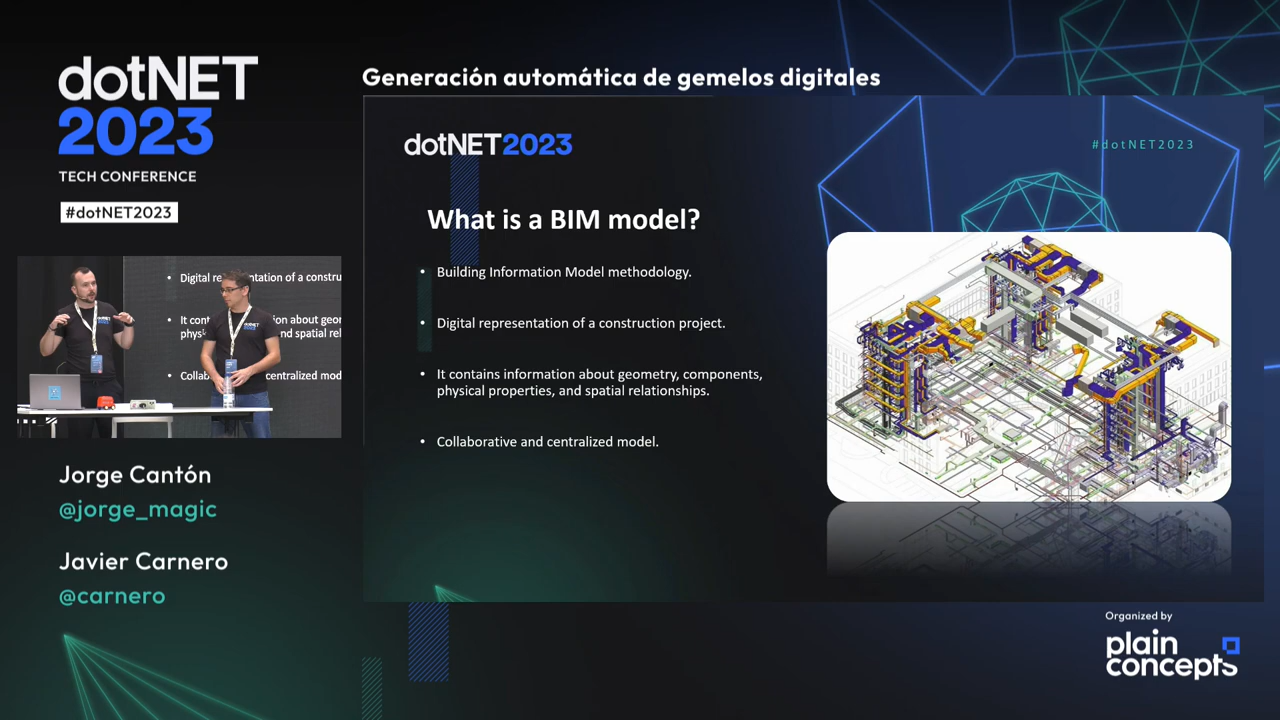 dotNET
2023
TECH CONFERENCE
#dotNET2023
Generación automática de gemelos digitales
dotNET2023
#dotNET2023
What is a BIM model?
• Building Information Model methodology.
• Digital representation of a construction project.
• It contains information about geometry, components,
physical properties, and spatial relationships.
• Collaborative and centralized model.
Jorge Cantón
@jorge_magic
Javier Carnero
@carnero
Organized by
plain
concepts